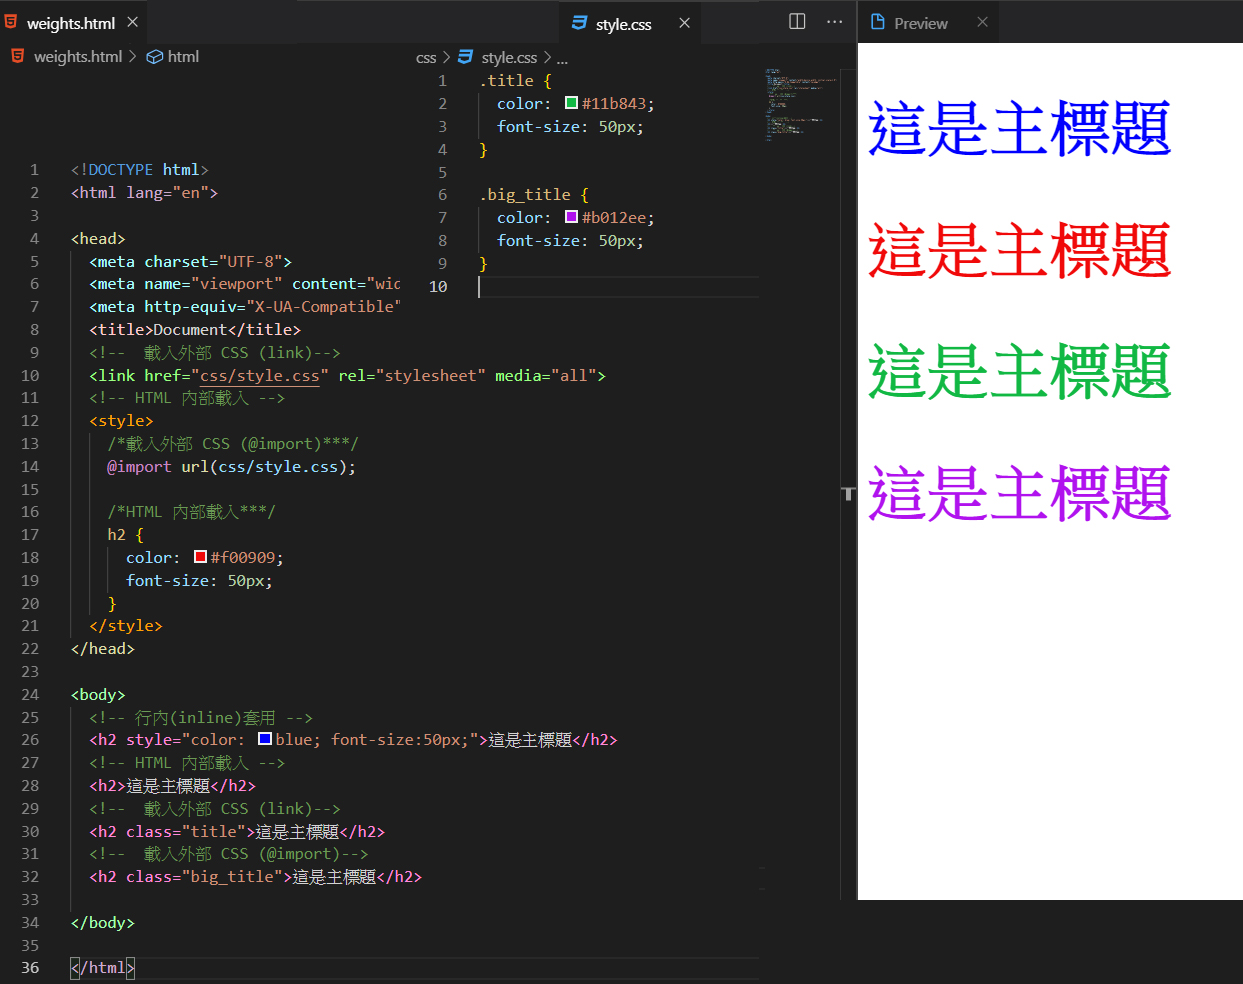 weights.html
style.css
Preview
weights.html > html
css > style.css > ...
1 <!DOCTYPE html>
2 <html lang="en">
3
4 <head>
5 <meta charset="UTF-8">
6 <meta name="viewport" content="wid
7 <meta http-equiv="X-UA-Compatible"
8 <title>Document</title>
9 <!--  載入外部 CSS (link)-->
10 <link href="css/style.css" rel="stylesheet" media="all">
11 <!-- HTML 內部載入 -->
12 <style>
13 /*載入外部 CSS (@import)***/
14 @import url(css/style.css);
15
16 /*HTML 內部載入***/
17 h2 {
18 color: #f00909;
19 font-size: 50px;
20 }
21 </style>
22 </head>
23
24 <body>
25 <!-- 行內(inline)套用 -->
26 <h2 style="color: blue; font-size:50px;">這是主標題</h2>
27 <!-- HTML 內部載入 -->
28 <h2>這是主標題</h2>
29 <!--  載入外部 CSS (link)-->
30 <h2 class="title">這是主標題</h2>
31 <!--  載入外部 CSS (@import)-->
32 <h2 class="big_title">這是主標題</h2>
33
34 </body>
35
36 </html>
1 .title {
2 color: #11b843;
3 font-size: 50px;
4 }
5
6 .big_title {
7 color: #b012ee;
8 font-size: 50px;
9 }
10
這是主標題
這是主標題
這是主標題
這是主標題